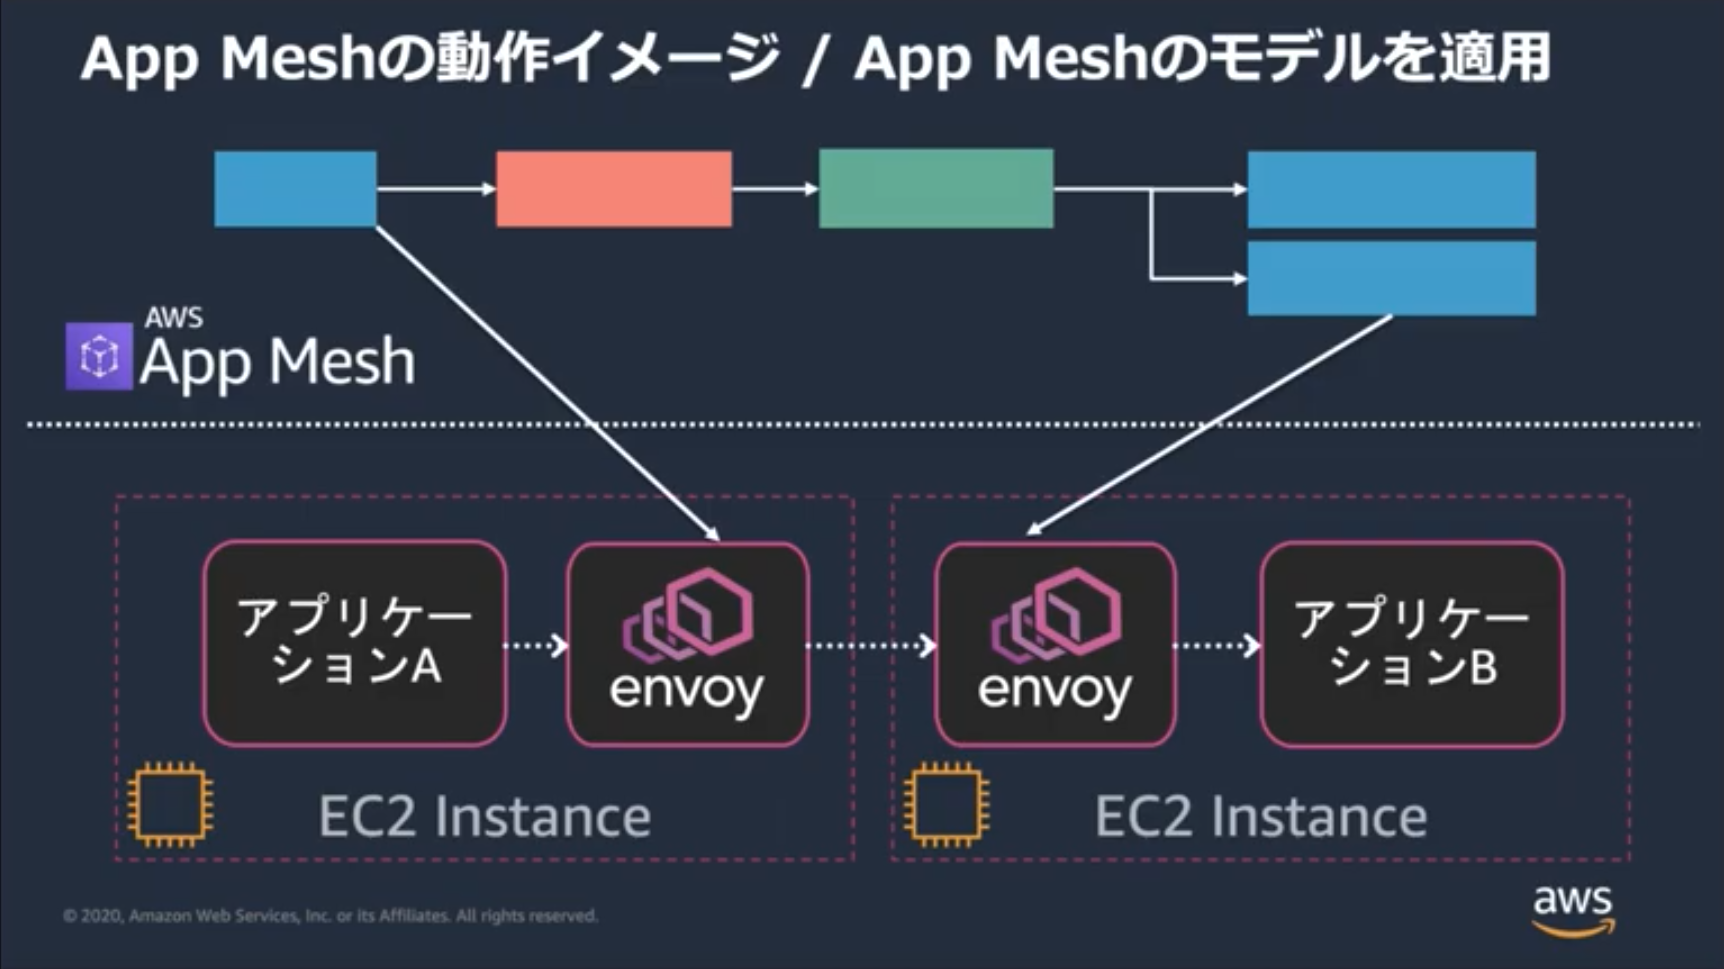 App Meshの動作イメージ / App Meshのモデルを適用
AWS
App Mesh
アプリケー
ションA
envoy
envoy
アプリケー
ションB
EC2 Instance
EC2 Instance
© 2020, Amazon Web Services, Inc. or its Affiliates. All rights reserved.
aws